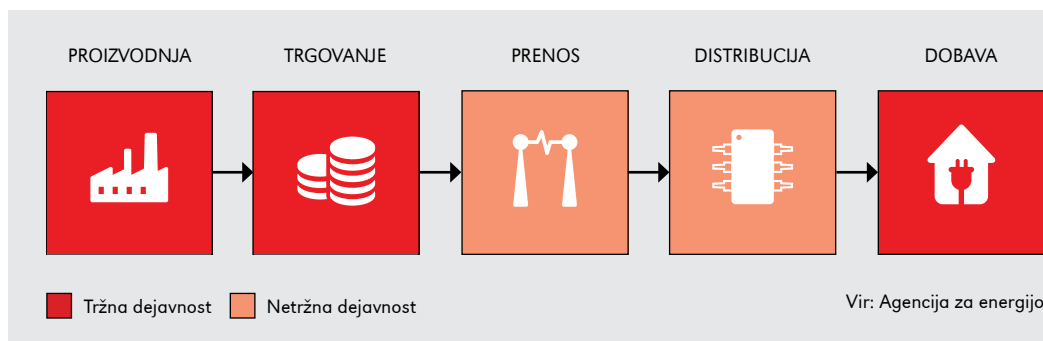 PROIZVODNJA
TRGOVANJE
PRENOS
DISTRIBUCIJA
DOBAVA
Tržna dejavnost
Netržna dejavnost
Vir: Agencija za energijo